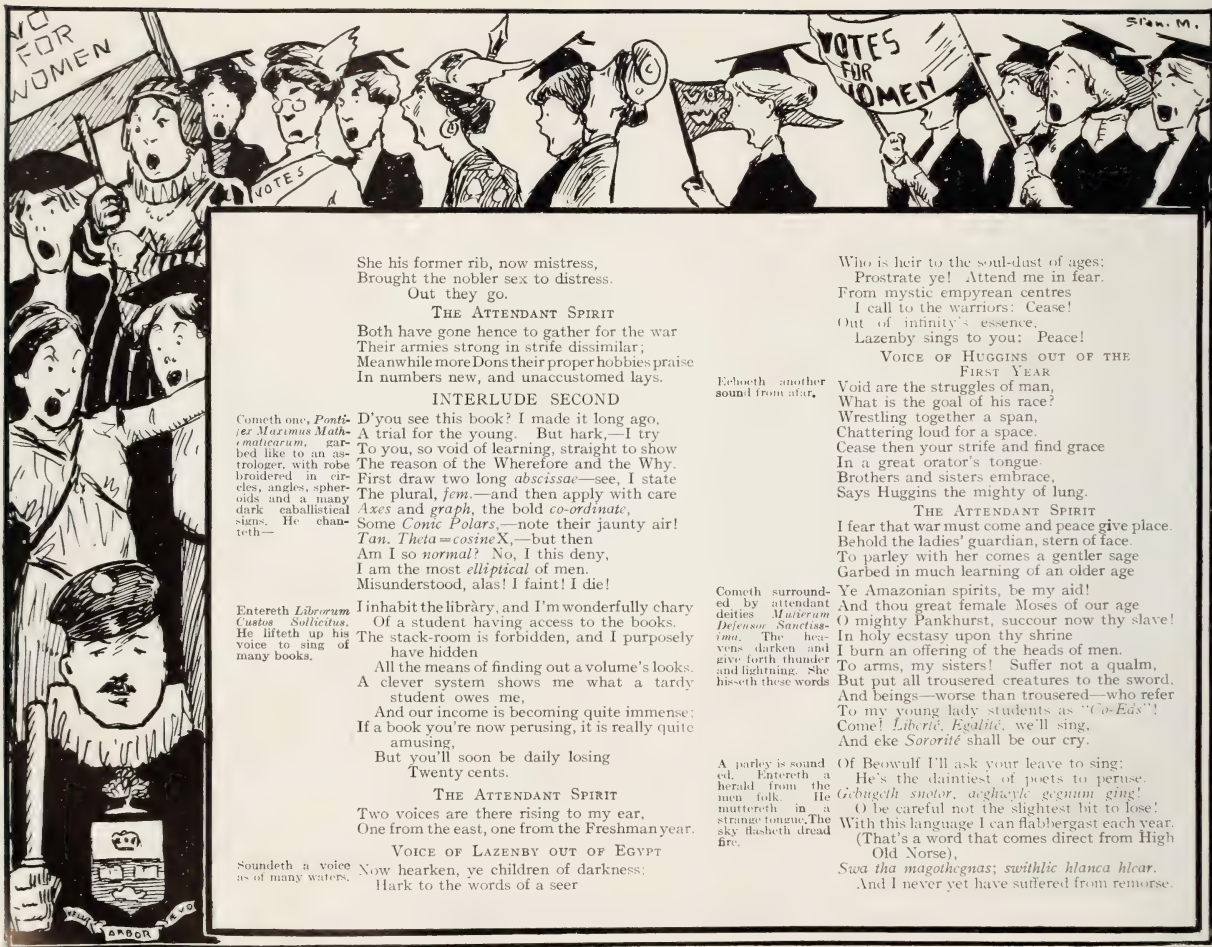 VO
FOR
WOMEN
VOTES
VOTES
FOR
WOMEN
Stan. M.
She his former rib, now mistress,
Brought the nobler sex to distress.
Out they go.
THE ATTENDANT SPIRIT
Both have gone hence to gather for the war
Their armies strong in strife dissimilar;
Meanwhile more Dons their proper hobbies praise
In numbers new, and unaccustomed lays.
INTERLUDE SECOND
Cometh one, Ponti-
fex Maximus Math-
ematicarum, gar-
bed like to an as-
trologer, with robe
broidered in cir-
cles, angles, spher-
oids and a many
dark caballistical
signs. He chan-
teth—
D'you see this book? I made it long ago,
A trial for the young. But hark,—I try
To you, so void of learning, straight to show
The reason of the Wherefore and the Why.
First draw two long abscissae—see, I state
The plural, fem.—and then apply with care
Axes and graph, the bold co-ordinate,
Some Conic Polars,—note their jaunty air!
Tan. Theta=cosineX,—but then
Am I so normal? No, I this deny,
I am the most elliptical of men.
Misunderstood, alas! I faint! I die!
Entereth Librorum
Custos Sollicitus.
He lifteth up his
voice to sing of
many books.
I inhabit the library, and I'm wonderfully chary
Of a student having access to the books.
The stack-room is forbidden, and I purposely
have hidden
All the means of finding out a volume's looks.
A clever system shows me what a tardy
student owes me,
And our income is becoming quite immense;
If a book you're now perusing, it is really quite
amusing,
But you'll soon be daily losing
Twenty cents.
THE ATTENDANT SPIRIT
Two voices are there rising to my ear,
One from the east, one from the Freshman year.
VOICE OF LAZENBY OUT OF EGYPT
Soundeth a voice
as of many waters.
Now hearken, ye children of darkness;
Hark to the words of a seer
Who is heir to the soul-dust of ages;
Prostrate ye! Attend me in fear.
From mystic empyrean centres
I call to the warriors: Cease!
Out of infinity's essence,
Lazenby sings to you: Peace!
VOICE OF HUGGINS OUT OF THE
FIRST YEAR
Echoeth another
sound from afar.
Void are the struggles of man,
What is the goal of his race?
Wrestling together a span,
Chattering loud for a space.
Cease then your strife and find grace
In a great orator's tongue
Brothers and sisters embrace,
Says Huggins the mighty of lung.
THE ATTENDANT SPIRIT
I fear that war must come and peace give place.
Behold the ladies' guardian, stern of face.
To parley with her comes a gentler sage
Garbed in much learning of an older age
Cometh surround-
ed by attendant
deities Mulierum
Defensor Sanctiss-
ima. The hea-
vens darken and
give forth thunder
and lightning. She
hisseth these words
Ye Amazonian spirits, be my aid!
And thou great female Moses of our age
O mighty Pankhurst, succour now thy slave!
In holy ecstasy upon thy shrine
I burn an offering of the heads of men.
To arms, my sisters! Suffer not a qualm,
But put all trousered creatures to the sword.
And beings—worse than trousered—who refer
To my young lady students as "Co-Eds"!
Come! Liberté, Egalité, we'll sing,
And eke Sororité shall be our cry.
A parley is sound
ed. Entereth a
herald from the
men folk. He
muttereth in a
strange tongue. The
sky flasheth dread
fire.
Of Beowulf I'll ask your leave to sing:
He's the daintiest of poets to peruse.
Gebugeth snotor, aeghwylc gegnum ging!
O be careful not the slightest bit to lose!
With this language I can flabbergast each year.
(That's a word that comes direct from High
Old Norse),
Swa tha magothegnas; swithlic hlanca hlear.
And I never yet have suffered from remorse.
VELUT
ARBOR
ÆVO